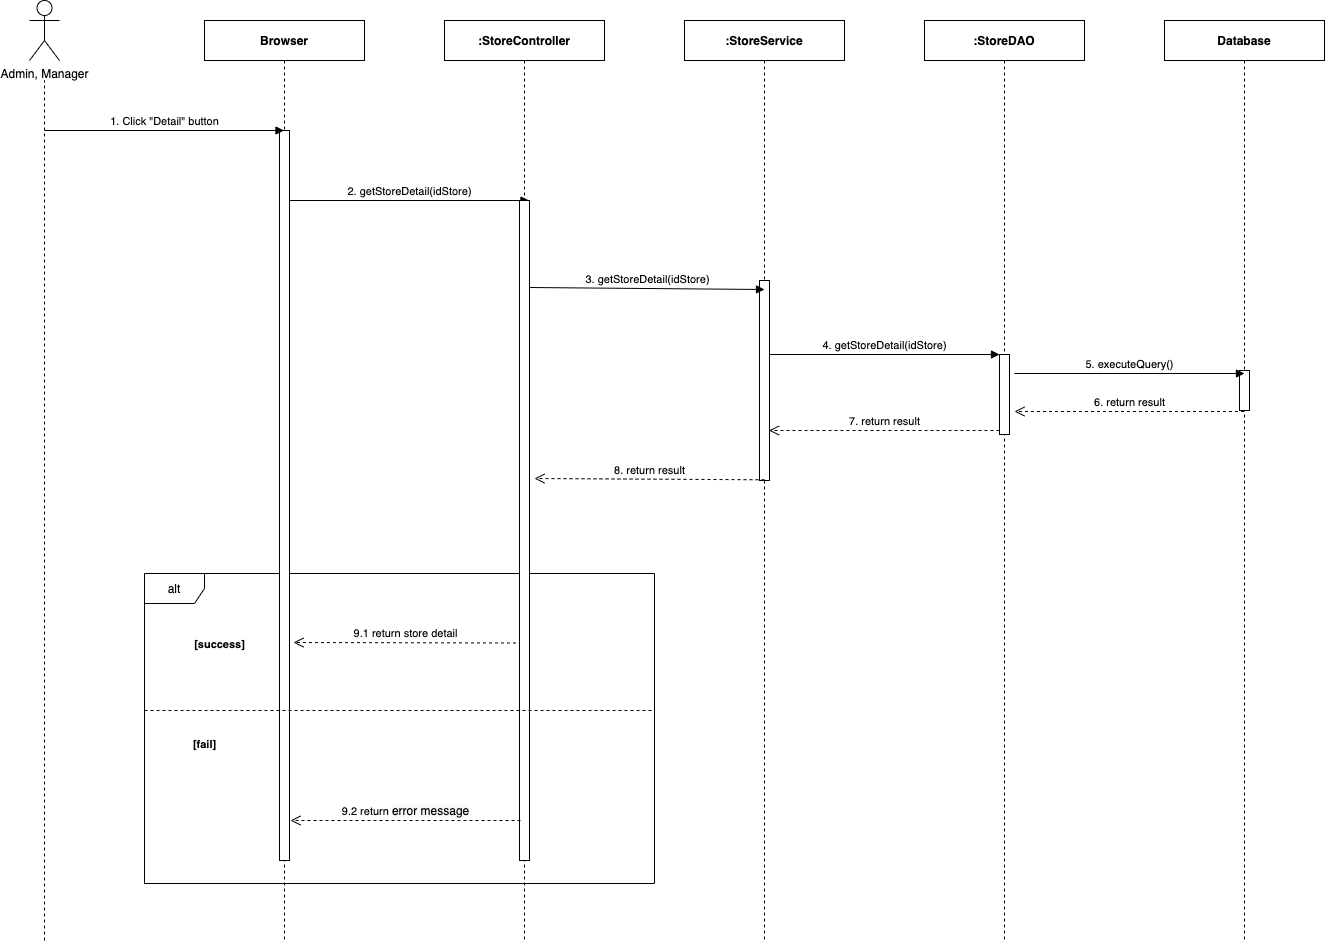 Admin, Manager
Browser
:StoreController
:StoreService
:StoreDAO
Database
1. Click "Detail" button
2. getStoreDetail(idStore)
3. getStoreDetail(idStore)
4. getStoreDetail(idStore)
5. executeQuery()
6. return result
7. return result
8. return result
alt
9.1 return store detail
[success]
[fail]
9.2 return error message